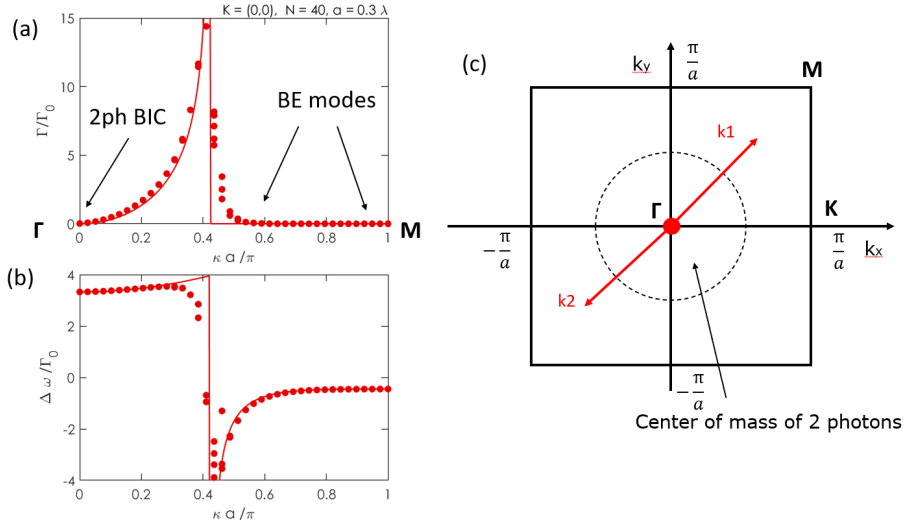 (a)
K = (0,0), N = 40, a = 0.3 λ
15
10
5
0
Γ/Γ₀
2ph BIC
BE modes
Γ
0 0.2 0.4 0.6 0.8 1
M
κ a/π
(b)
4
2
0
-2
-4
Δ ω/Γ₀
0 0.2 0.4 0.6 0.8 1
κ a/π
(c)
ky
π/a
M
k1
Γ
K
−π/a
π/a
kx
k2
−π/a
Center of mass of 2 photons